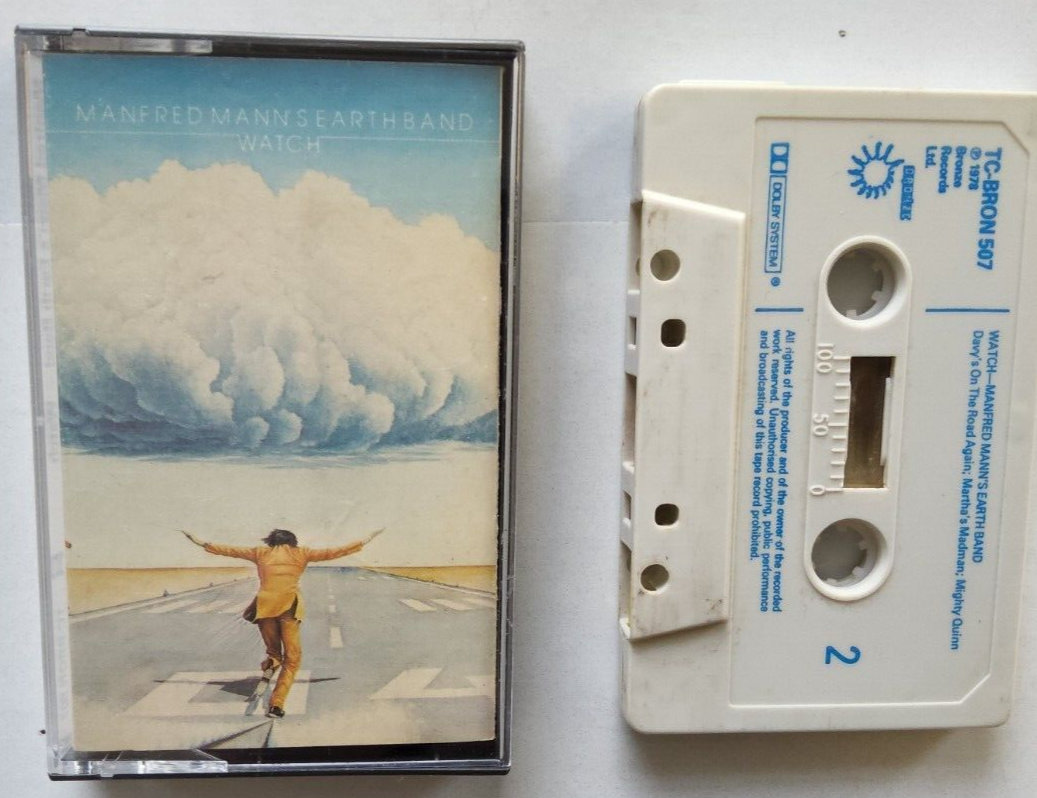 MANFRED MANN'S EARTH BAND
WATCH
TC-BRON 507
℗ 1978
Bronze
Records
Ltd.
BRONZE
DOLBY SYSTEM ®
WATCH—MANFRED MANN'S EARTH BAND
Davy's On The Road Again; Martha's Madman; Mighty Quinn
100 50 0
All rights of the producer and of the owner of the recorded
work reserved. Unauthorised copying, public performance
and broadcasting of this tape record prohibited.
2